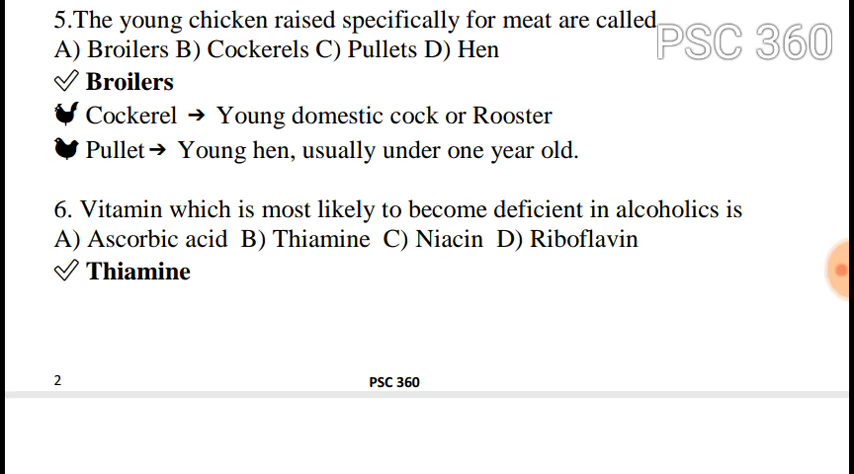 5.The young chicken raised specifically for meat are called
PSC 360
A) Broilers B) Cockerels C) Pullets D) Hen
✓ Broilers
Cockerel → Young domestic cock or Rooster
Pullet → Young hen, usually under one year old.
6. Vitamin which is most likely to become deficient in alcoholics is
A) Ascorbic acid B) Thiamine C) Niacin D) Riboflavin
✓ Thiamine
2 PSC 360